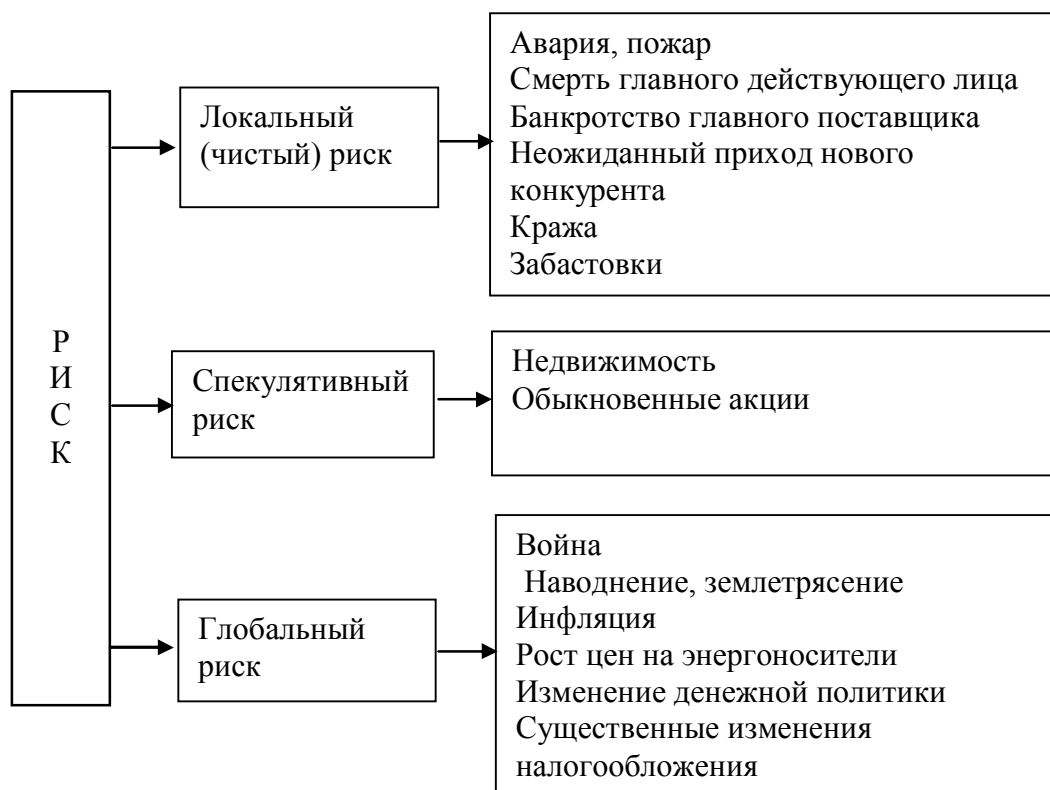 Р
И
С
К
Локальный
(чистый) риск
Авария, пожар
Смерть главного действующего лица
Банкротство главного поставщика
Неожиданный приход нового
конкурента
Кража
Забастовки
Спекулятивный
риск
Недвижимость
Обыкновенные акции
Глобальный
риск
Война
Наводнение, землетрясение
Инфляция
Рост цен на энергоносители
Изменение денежной политики
Существенные изменения
налогообложения